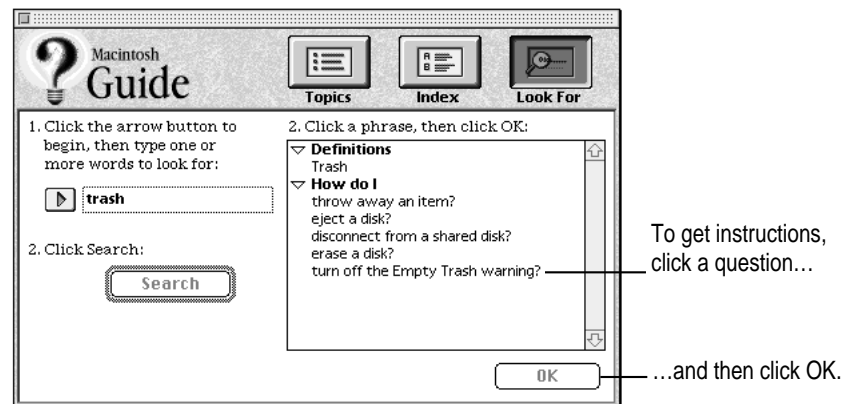 Macintosh
Guide
Topics
Index
Look For
1. Click the arrow button to
begin, then type one or
more words to look for:
trash
2. Click Search:
Search
2. Click a phrase, then click OK:
Definitions
Trash
How do I
throw away an item?
eject a disk?
disconnect from a shared disk?
erase a disk?
turn off the Empty Trash warning?
OK
To get instructions,
click a question…
…and then click OK.